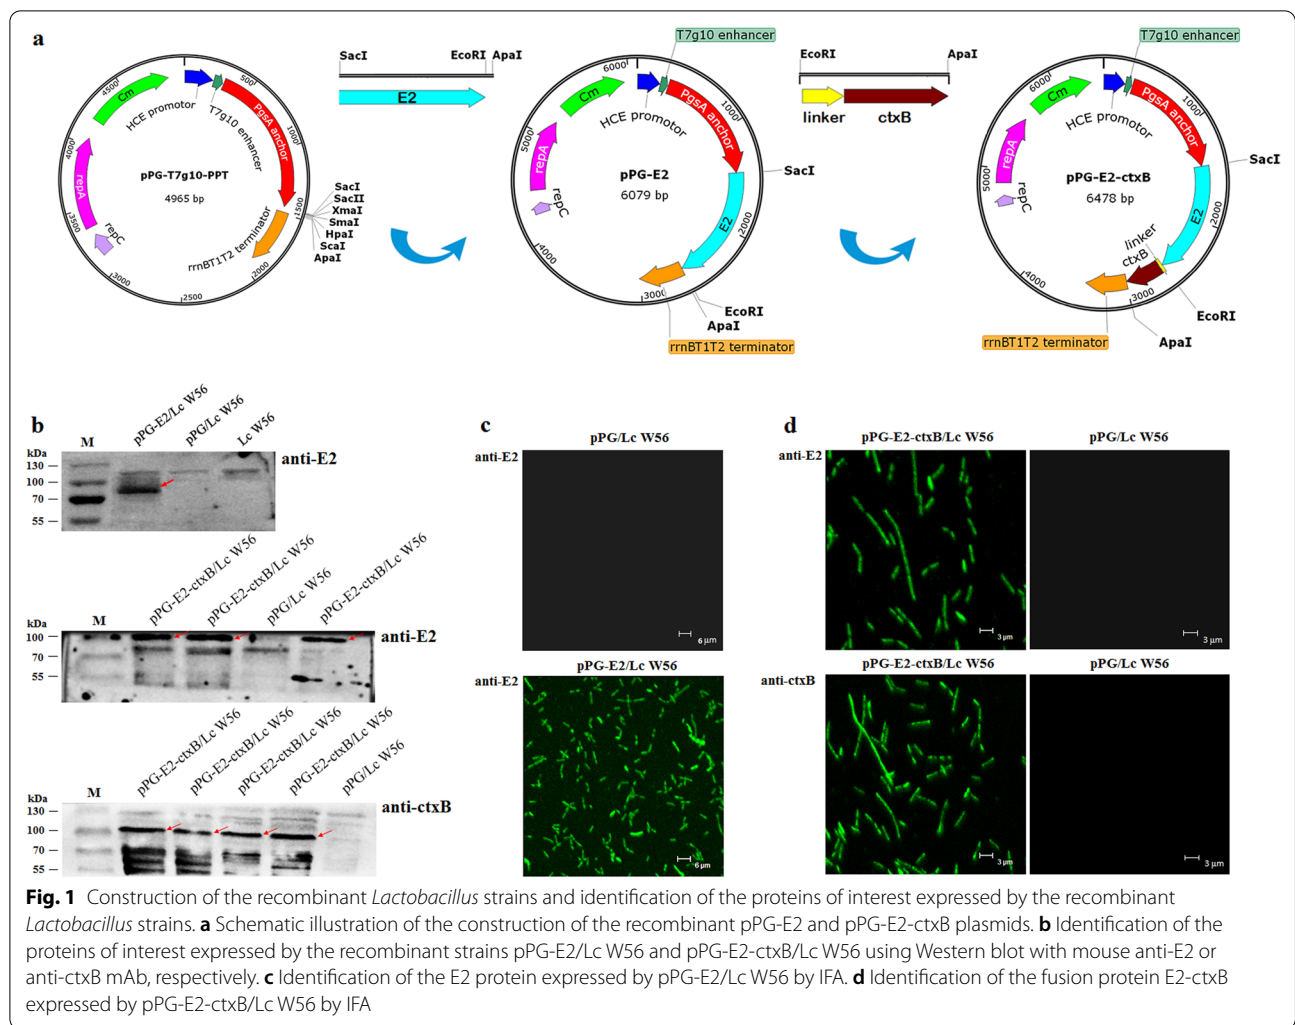 a
T7g10 enhancer
T7g10 enhancer
SacI
EcoRI
ApaI
E2
EcoRI
ApaI
linker
ctxB
4500
500
1000
1500
2000
2500
3000
3500
4000
Cm
HCE promotor
T7g10 enhancer
PgsA anchor
repA
repC
rrnBT1T2 terminator
pPG-T7g10-PPT
4965 bp
SacI
SacII
XmaI
SmaI
HpaI
ScaI
ApaI
6000
1000
2000
3000
4000
5000
Cm
HCE promotor
PgsA anchor
repA
repC
E2
pPG-E2
6079 bp
SacI
EcoRI
ApaI
rrnBT1T2 terminator
6000
1000
2000
3000
4000
5000
Cm
HCE promotor
PgsA anchor
repA
repC
E2
linker
ctxB
pPG-E2-ctxB
6478 bp
SacI
EcoRI
ApaI
rrnBT1T2 terminator
b
M
pPG-E2/Lc W56
pPG/Lc W56
Lc W56
anti-E2
kDa
130
100
70
55
M
pPG-E2-ctxB/Lc W56
pPG-E2-ctxB/Lc W56
pPG/Lc W56
pPG-E2-ctxB/Lc W56
anti-E2
kDa
100
70
55
M
pPG-E2-ctxB/Lc W56
pPG-E2-ctxB/Lc W56
pPG-E2-ctxB/Lc W56
pPG-E2-ctxB/Lc W56
pPG/Lc W56
anti-ctxB
kDa
130
100
70
55
c
pPG/Lc W56
anti-E2
6 μm
pPG-E2/Lc W56
anti-E2
6 μm
d
pPG-E2-ctxB/Lc W56
pPG/Lc W56
anti-E2
3 μm
3 μm
pPG-E2-ctxB/Lc W56
pPG/Lc W56
anti-ctxB
3 μm
3 μm
Fig. 1 Construction of the recombinant Lactobacillus strains and identification of the proteins of interest expressed by the recombinant
Lactobacillus strains. a Schematic illustration of the construction of the recombinant pPG-E2 and pPG-E2-ctxB plasmids. b Identification of the
proteins of interest expressed by the recombinant strains pPG-E2/Lc W56 and pPG-E2-ctxB/Lc W56 using Western blot with mouse anti-E2 or
anti-ctxB mAb, respectively. c Identification of the E2 protein expressed by pPG-E2/Lc W56 by IFA. d Identification of the fusion protein E2-ctxB
expressed by pPG-E2-ctxB/Lc W56 by IFA